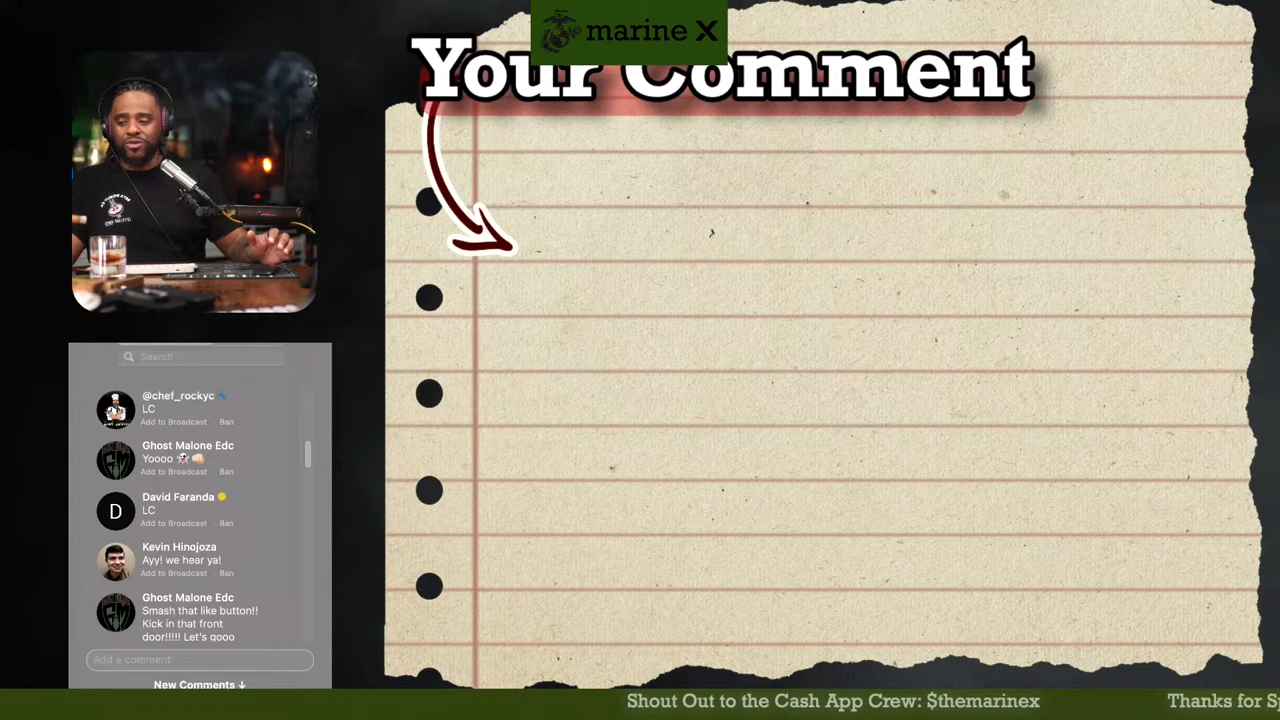 marine X
Your Comment
Search
@chef_rockyc
LC
Add to Broadcast · Ban
Ghost Malone Edc
Yoooo 👻👊🏼
Add to Broadcast · Ban
D
David Faranda
LC
Add to Broadcast · Ban
Kevin Hinojoza
Ayy! we hear ya!
Add to Broadcast · Ban
Ghost Malone Edc
Smash that like button!!
Kick in that front
door!!!!! Let's gooo
Add a comment
New Comments ↓
Shout Out to the Cash App Crew: $themarinex
Thanks for Sp